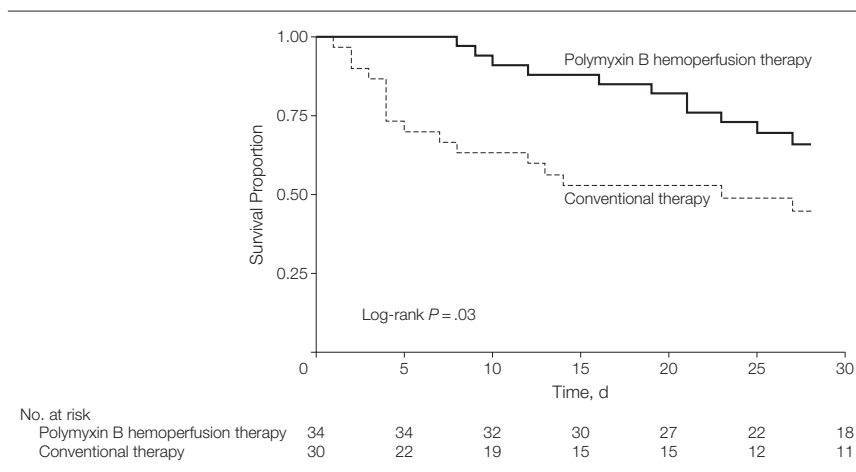 1.00
Polymyxin B hemoperfusion therapy
0.75
Survival Proportion
0.50
Conventional therapy
0.25
Log-rank P = .03
0 5 10 15 20 25 30
Time, d
No. at risk
Polymyxin B hemoperfusion therapy 34 34 32 30 27 22 18
Conventional therapy 30 22 19 15 15 12 11